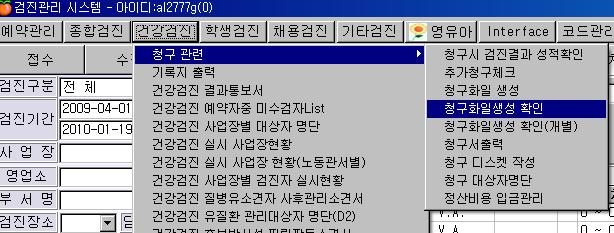 검진관리 시스템 - 아이디:al2777g(0)
예약관리 종합검진 건강검진 학생검진 채용검진 기타검진 영유아 Interface 코드관리
접수
검진구분 전 체
검진기간 2009-04-01
2010-01-19
사 업 장
영업소
부 서 명
검진장소
청구 관련
기록지 출력
건강검진 결과통보서
건강검진 예약자중 미수검자List
건강검진 사업장별 대상자 명단
건강검진 실시 사업장현황
건강검진 실시 사업장 현황(노동관서별)
건강검진 사업장별 검진자 실시현황
건강검진 질병유소견자 사후관리소견서
건강검진 유질환 관리대상자 명단(D2)
청구시 검진결과 성적확인
추가청구체크
청구화일 생성
청구화일생성 확인
청구화일생성 확인(개별)
청구서출력
청구 디스켓 작성
청구 대상자명단
정산비용 입금관리